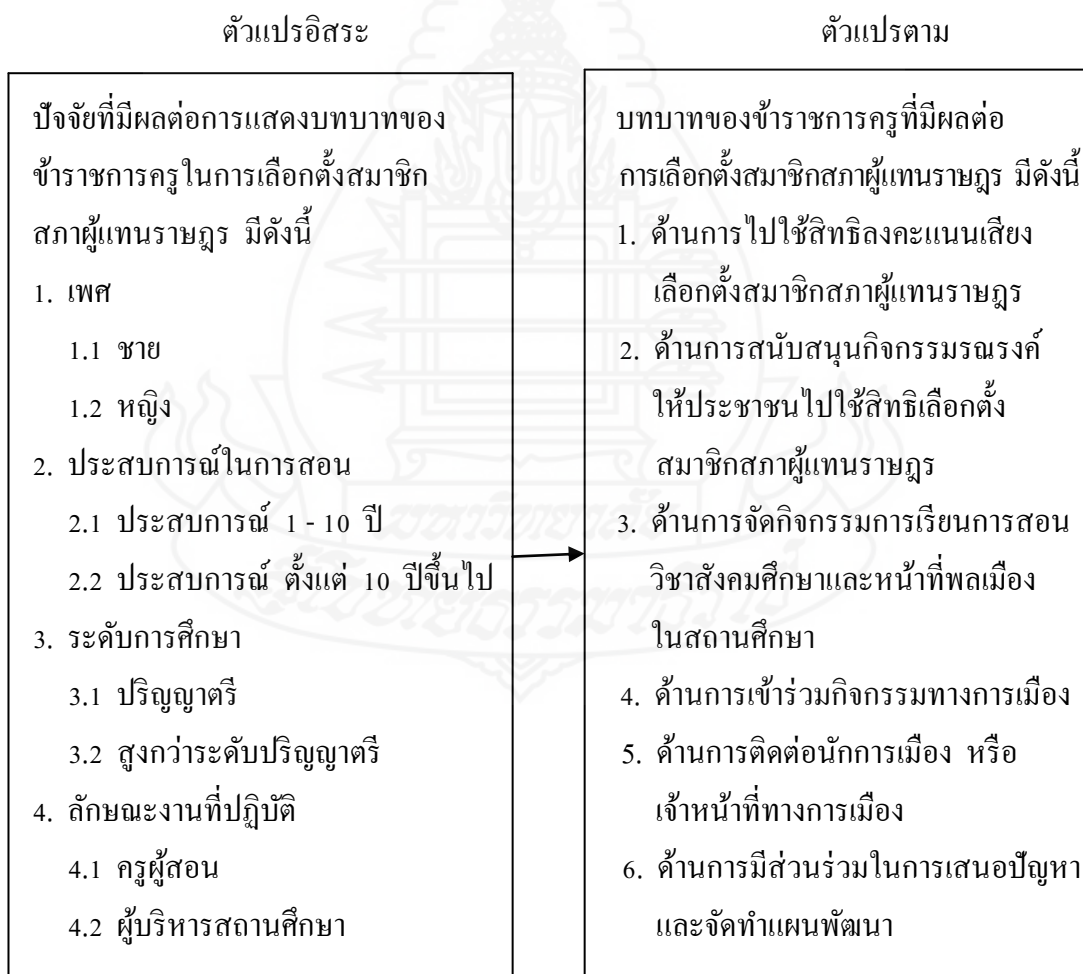 ตัวแปรอิสระ
ปัจจัยที่มีผลต่อการแสดงบทบาทของ
ข้าราชการครูในการเลือกตั้งสมาชิก
สภาผู้แทนราษฎร มีดังนี้
1. เพศ
1.1 ชาย
1.2 หญิง
2. ประสบการณ์ในการสอน
2.1 ประสบการณ์ 1 - 10 ปี
2.2 ประสบการณ์ ตั้งแต่ 10 ปีขึ้นไป
3. ระดับการศึกษา
3.1 ปริญญาตรี
3.2 สูงกว่าระดับปริญญาตรี
4. ลักษณะงานที่ปฏิบัติ
4.1 ครูผู้สอน
4.2 ผู้บริหารสถานศึกษา
ตัวแปรตาม
บทบาทของข้าราชการครูที่มีผลต่อ
การเลือกตั้งสมาชิกสภาผู้แทนราษฎร มีดังนี้
1. ด้านการไปใช้สิทธิลงคะแนนเสียง
เลือกตั้งสมาชิกสภาผู้แทนราษฎร
2. ด้านการสนับสนุนกิจกรรมรณรงค์
ให้ประชาชนไปใช้สิทธิเลือกตั้ง
สมาชิกสภาผู้แทนราษฎร
3. ด้านการจัดกิจกรรมการเรียนการสอน
วิชาสังคมศึกษาและหน้าที่พลเมือง
ในสถานศึกษา
4. ด้านการเข้าร่วมกิจกรรมทางการเมือง
5. ด้านการติดต่อนักการเมือง หรือ
เจ้าหน้าที่ทางการเมือง
6. ด้านการมีส่วนร่วมในการเสนอปัญหา
และจัดทำแผนพัฒนา